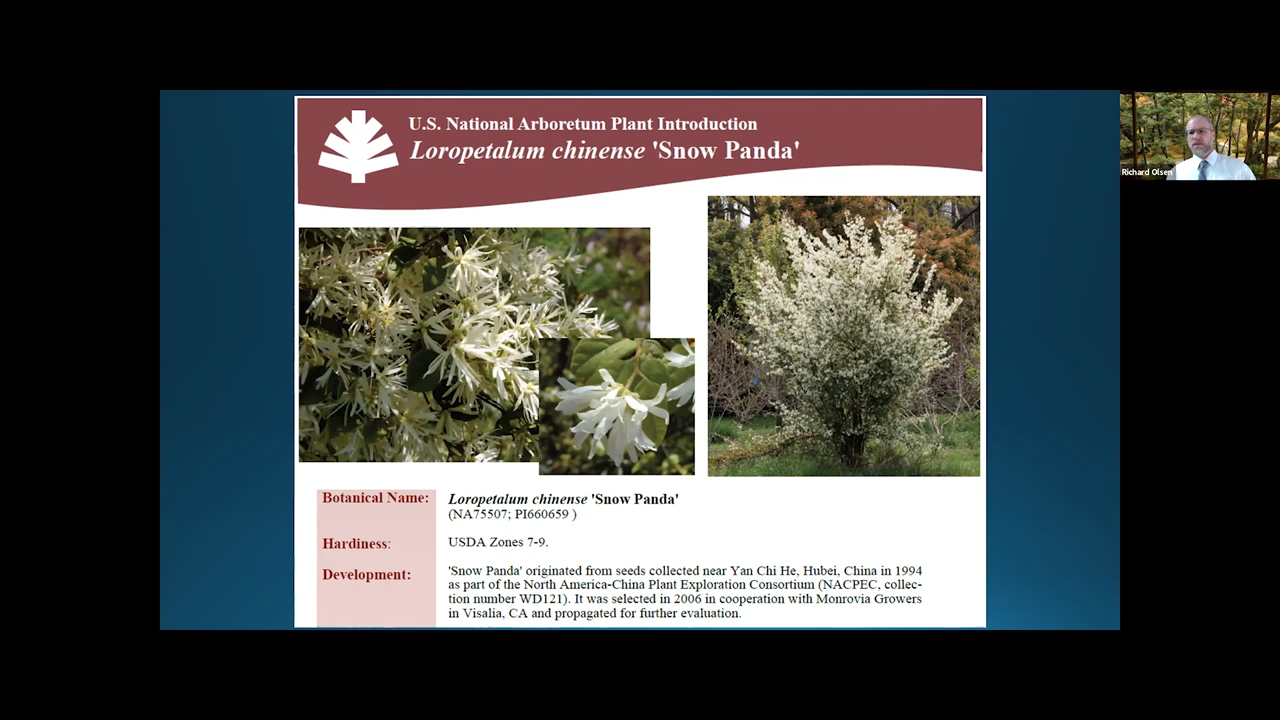 U.S. National Arboretum Plant Introduction
Loropetalum chinense 'Snow Panda'
Richard Olsen
Botanical Name: Loropetalum chinense 'Snow Panda'
(NA75507; PI660659 )
Hardiness: USDA Zones 7-9.
Development: 'Snow Panda' originated from seeds collected near Yan Chi He, Hubei, China in 1994
as part of the North America-China Plant Exploration Consortium (NACPEC, collec-
tion number WD121). It was selected in 2006 in cooperation with Monrovia Growers
in Visalia, CA and propagated for further evaluation.